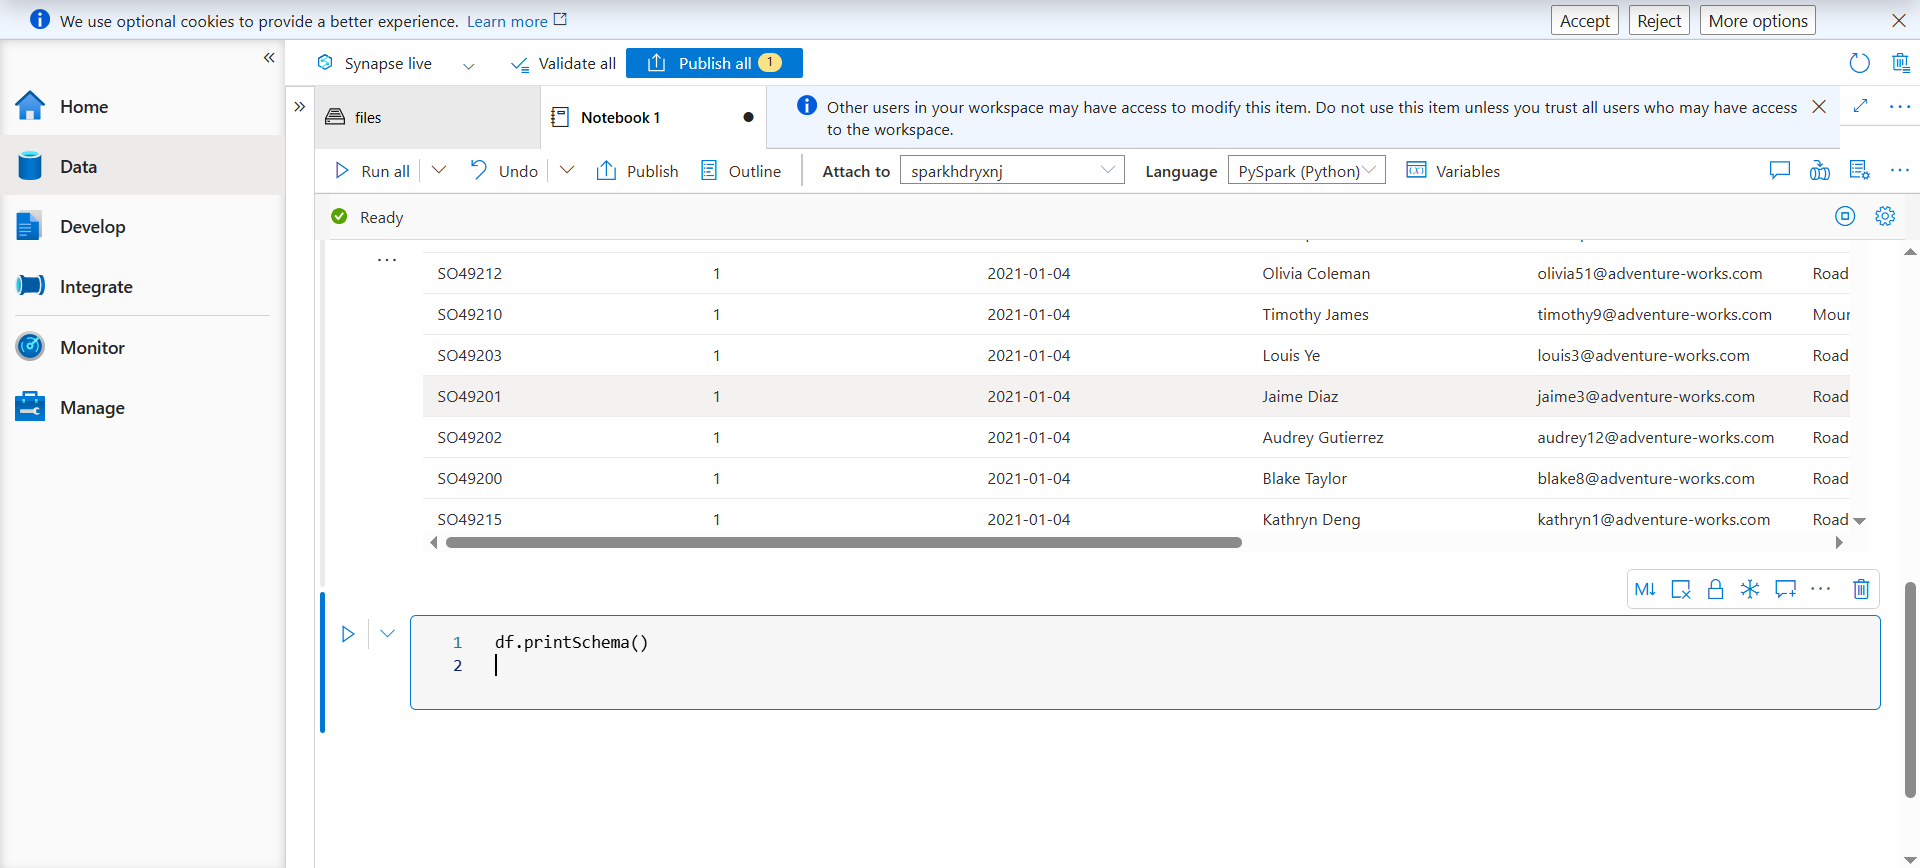 We use optional cookies to provide a better experience. Learn more
Accept
Reject
More options
Synapse live
Validate all
Publish all 1
Home
Data
Develop
Integrate
Monitor
Manage
files
Notebook 1
Other users in your workspace may have access to modify this item. Do not use this item unless you trust all users who may have access
to the workspace.
Run all
Undo
Publish
Outline
Attach to
sparkhdryxnj
Language
PySpark (Python)
Variables
Ready
SO49212 1 2021-01-04 Olivia Coleman olivia51@adventure-works.com Road
SO49210 1 2021-01-04 Timothy James timothy9@adventure-works.com Mour
SO49203 1 2021-01-04 Louis Ye louis3@adventure-works.com Road
SO49201 1 2021-01-04 Jaime Diaz jaime3@adventure-works.com Road
SO49202 1 2021-01-04 Audrey Gutierrez audrey12@adventure-works.com Road
SO49200 1 2021-01-04 Blake Taylor blake8@adventure-works.com Road
SO49215 1 2021-01-04 Kathryn Deng kathryn1@adventure-works.com Road
M↓
1 df.printSchema()
2